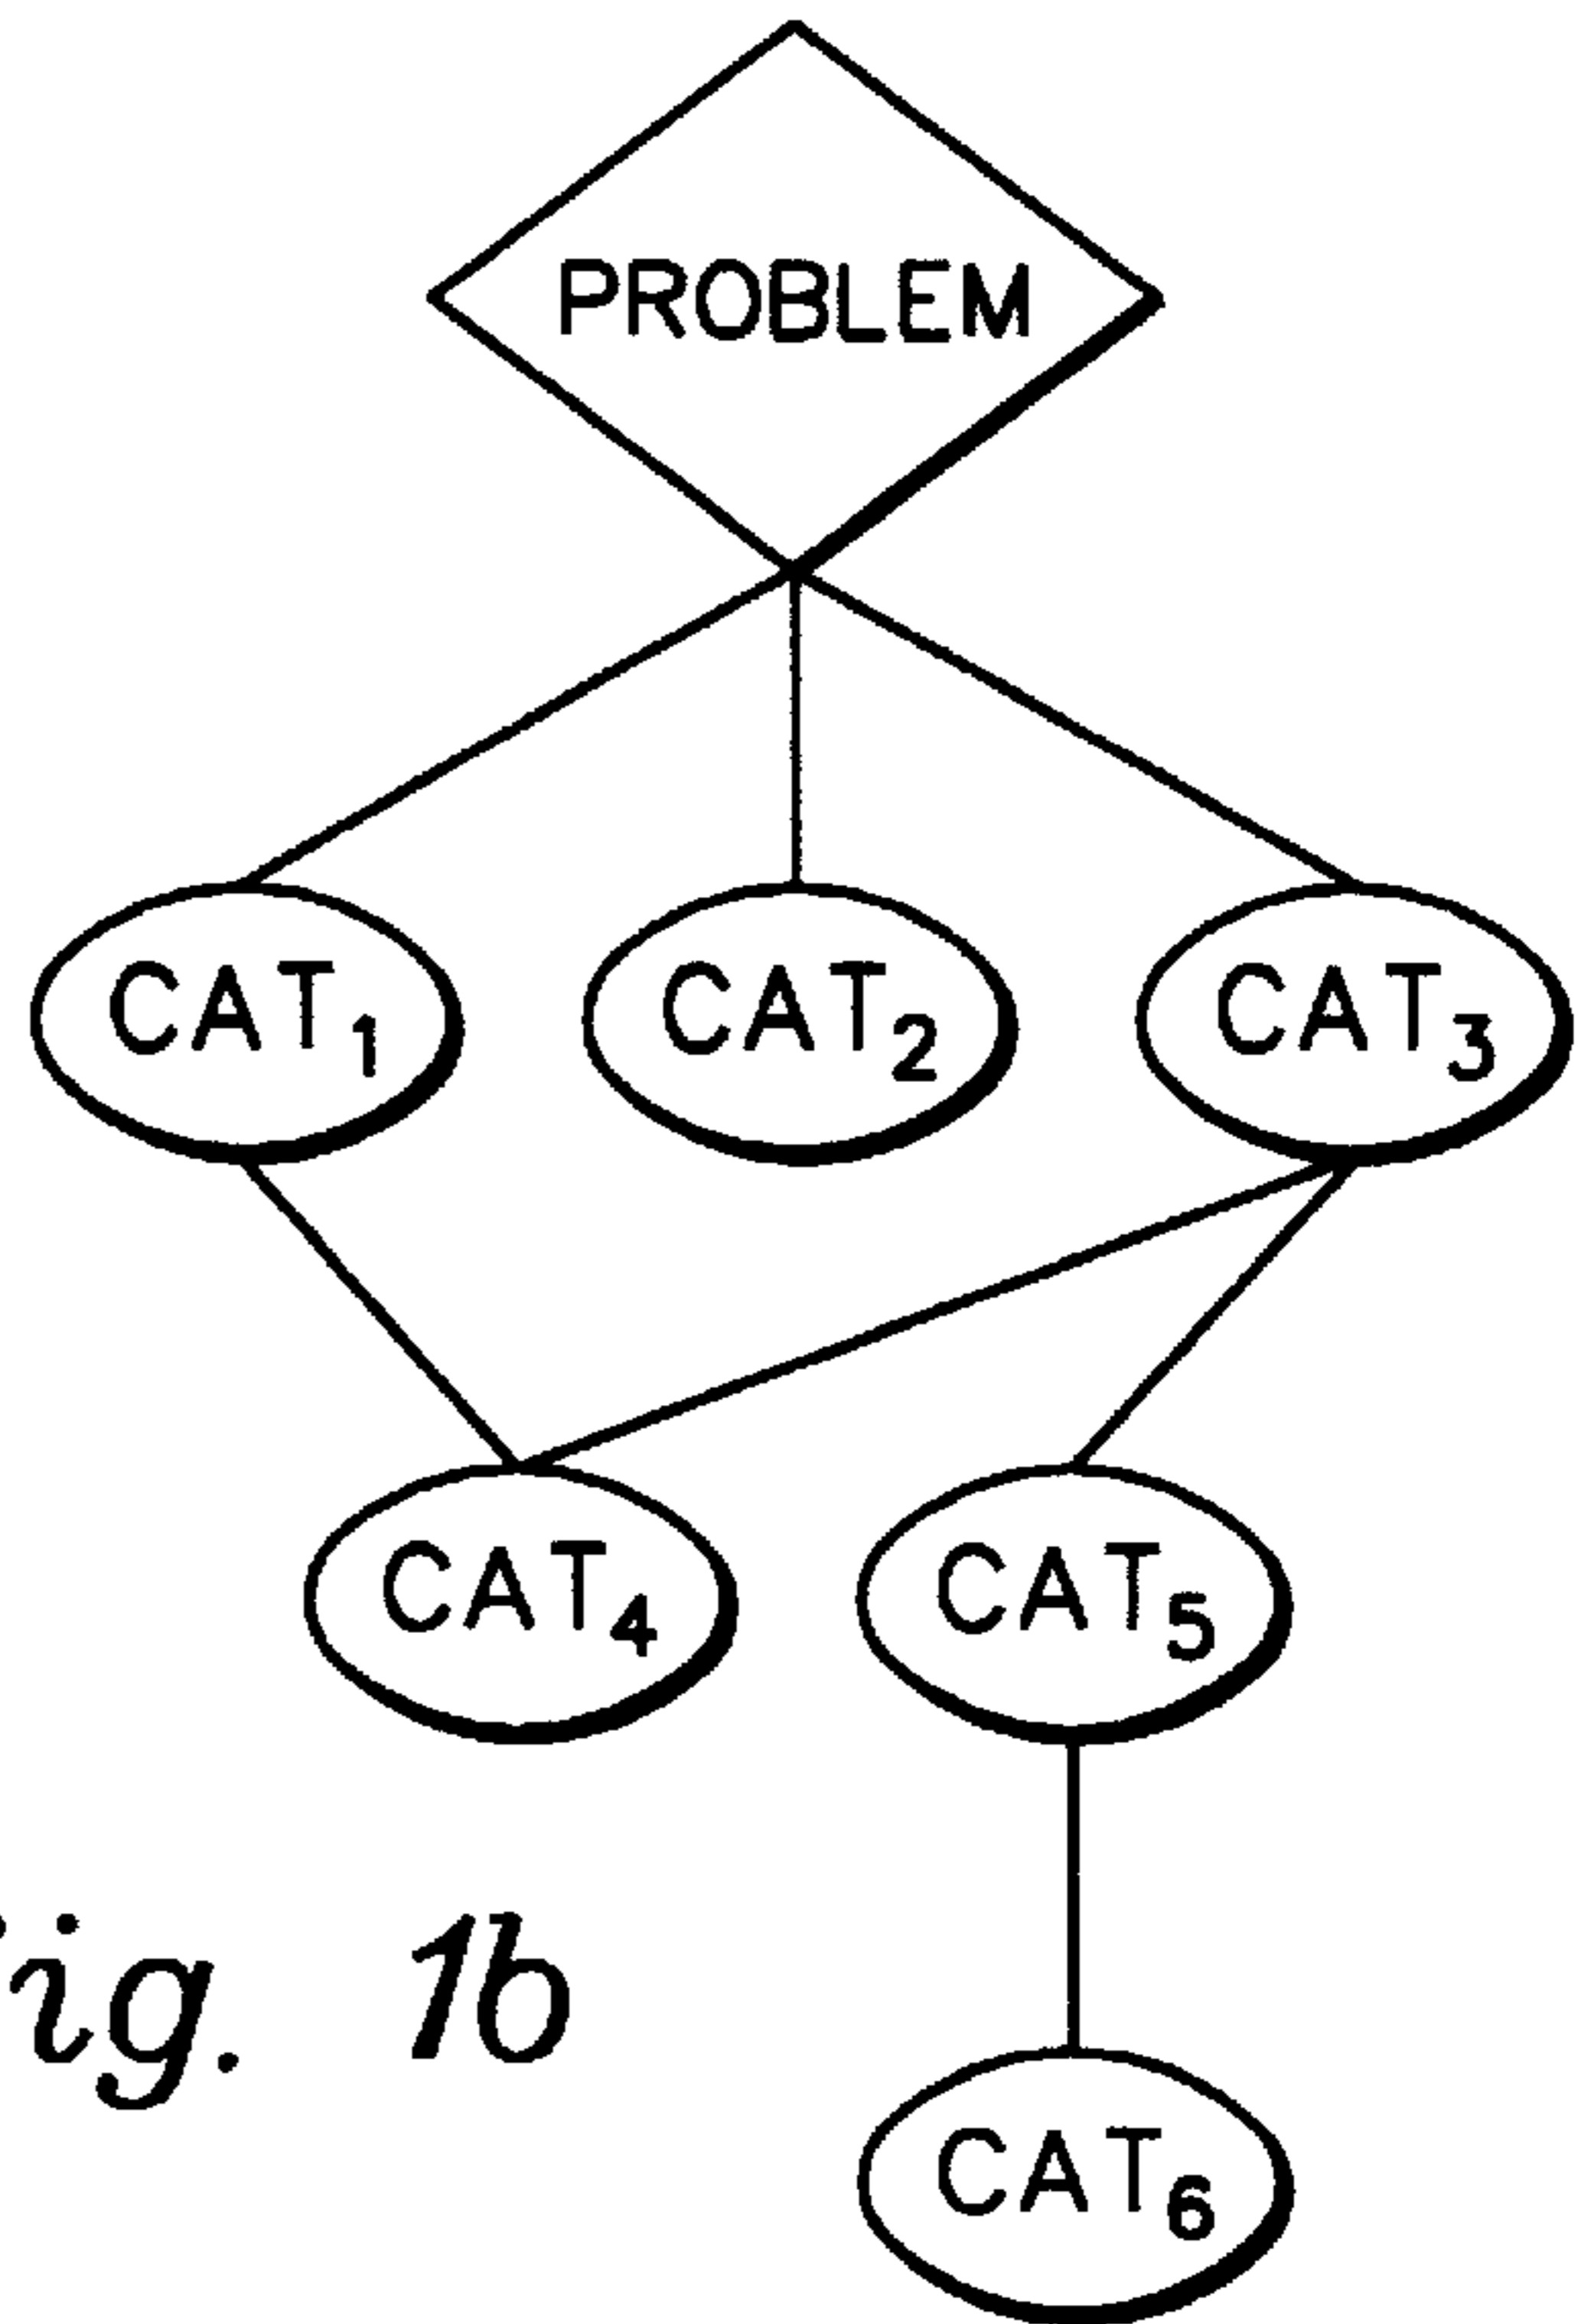 PROBLEM
CAT₁ CAT₂ CAT₃
CAT₄ CAT₅
ig. 1b
CAT₆